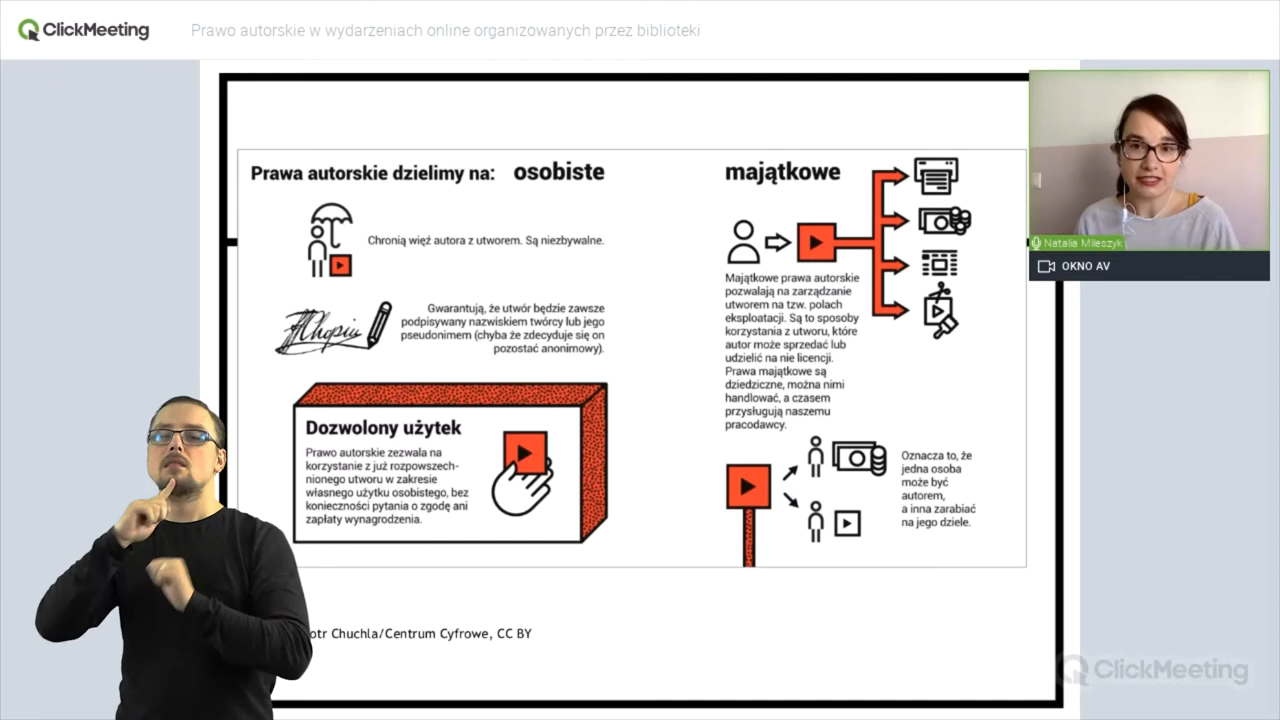 ClickMeeting
Prawo autorskie w wydarzeniach online organizowanych przez biblioteki
Prawa autorskie dzielimy na: osobiste
Chronią więź autora z utworem. Są niezbywalne.
Gwarantują, że utwór będzie zawsze
podpisywany nazwiskiem twórcy lub jego
pseudonimem (chyba że zdecyduje się on
pozostać anonimowy).
Chopin
Dozwolony użytek
Prawo autorskie zezwala na
korzystanie z już rozpowszech-
nionego utworu w zakresie
własnego użytku osobistego, bez
konieczności pytania o zgodę ani
zapłaty wynagrodzenia.
majątkowe
Majątkowe prawa autorskie
pozwalają na zarządzanie
utworem na tzw. polach
eksploatacji. Są to sposoby
korzystania z utworu, które
autor może sprzedać lub
udzielić na nie licencji.
Prawa majątkowe są
dziedziczne, można nimi
handlować, a czasem
przysługują naszemu
pracodawcy.
Oznacza to, że
jedna osoba
może być
autorem,
a inna zarabiać
na jego dziele.
Natalia Mileszyk
OKNO AV
otr Chuchla/Centrum Cyfrowe, CC BY
ClickMeeting